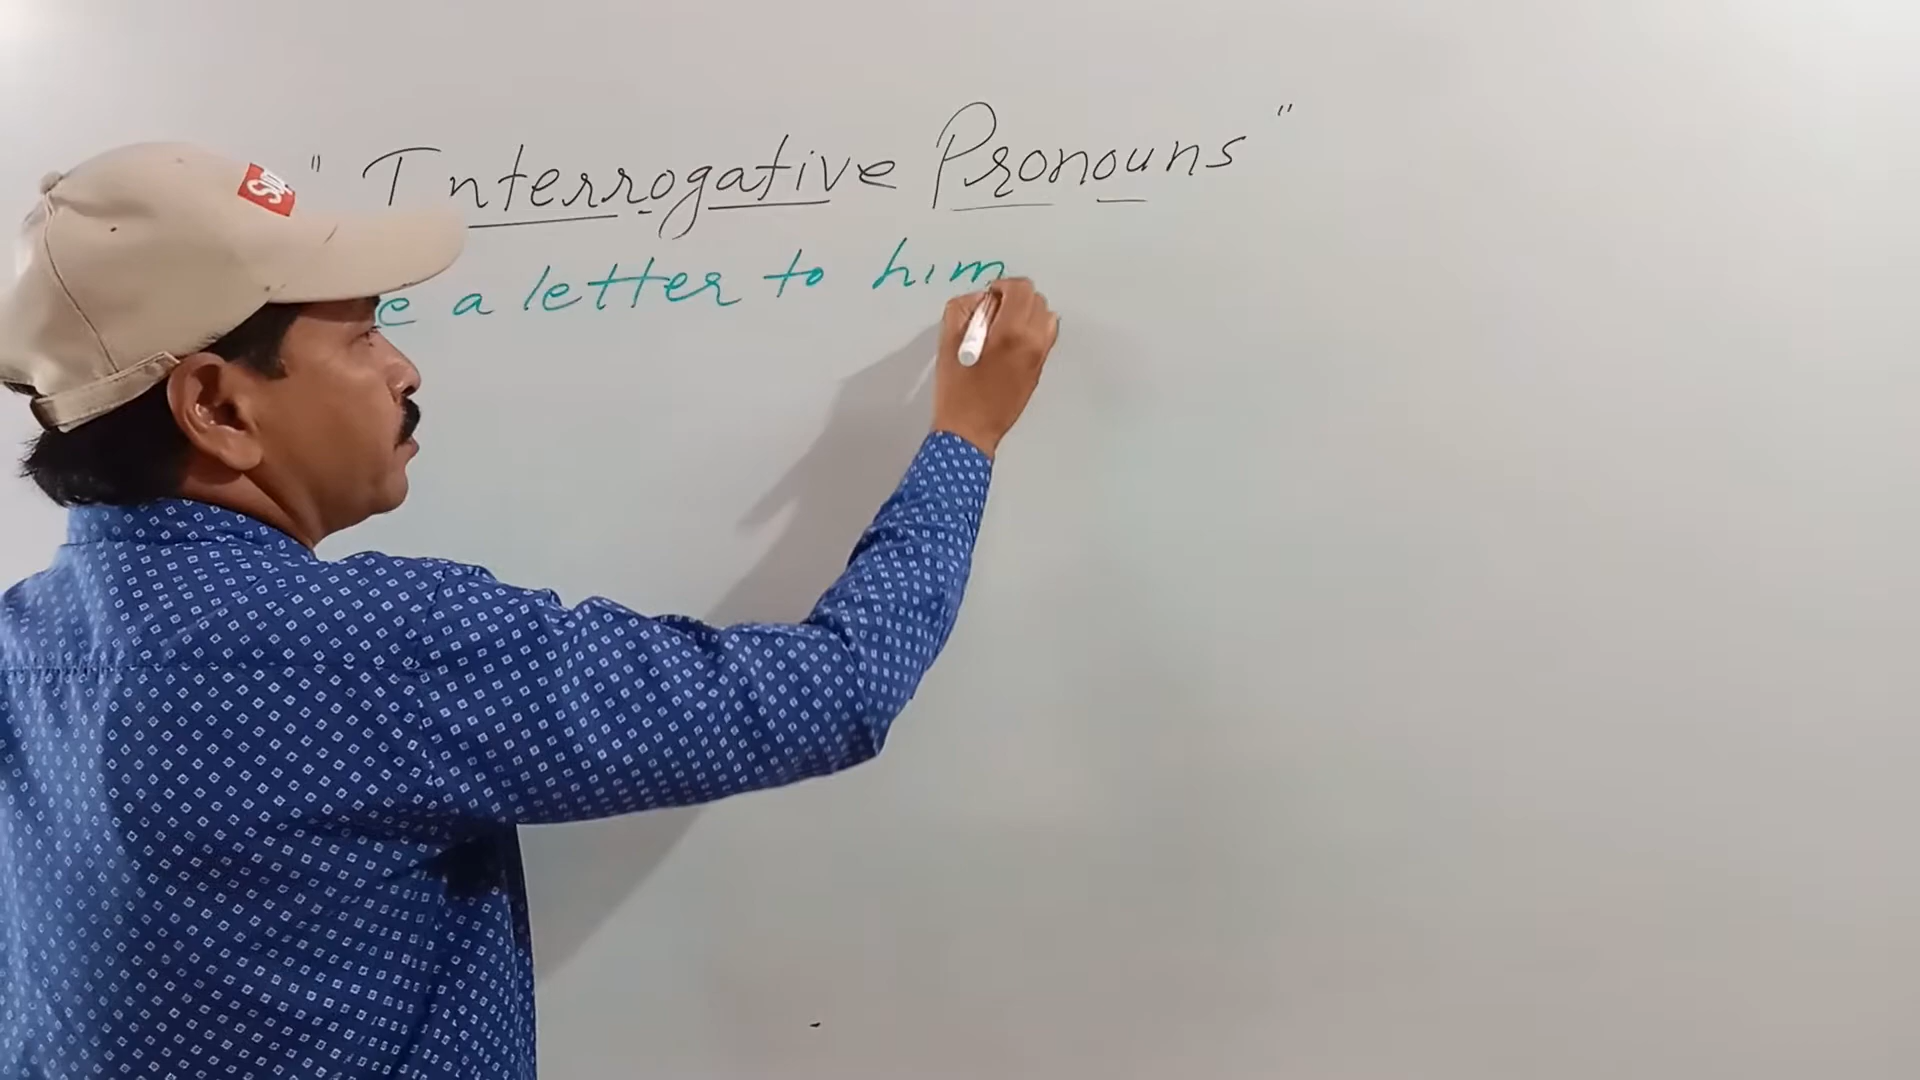 " Interrogative Pronouns "
a letter to him